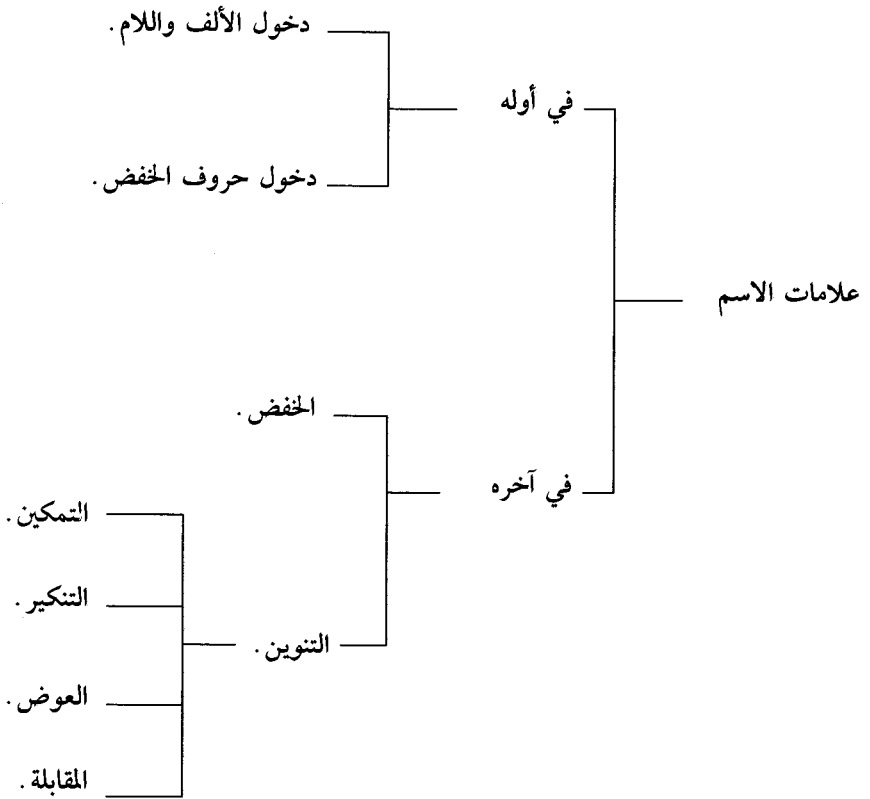 علامات الاسم
في أوله
دخول الألف واللام.
دخول حروف الخفض.
في آخره
الخفض.
التنوين.
التمكين.
التنكير.
العوض.
المقابلة.